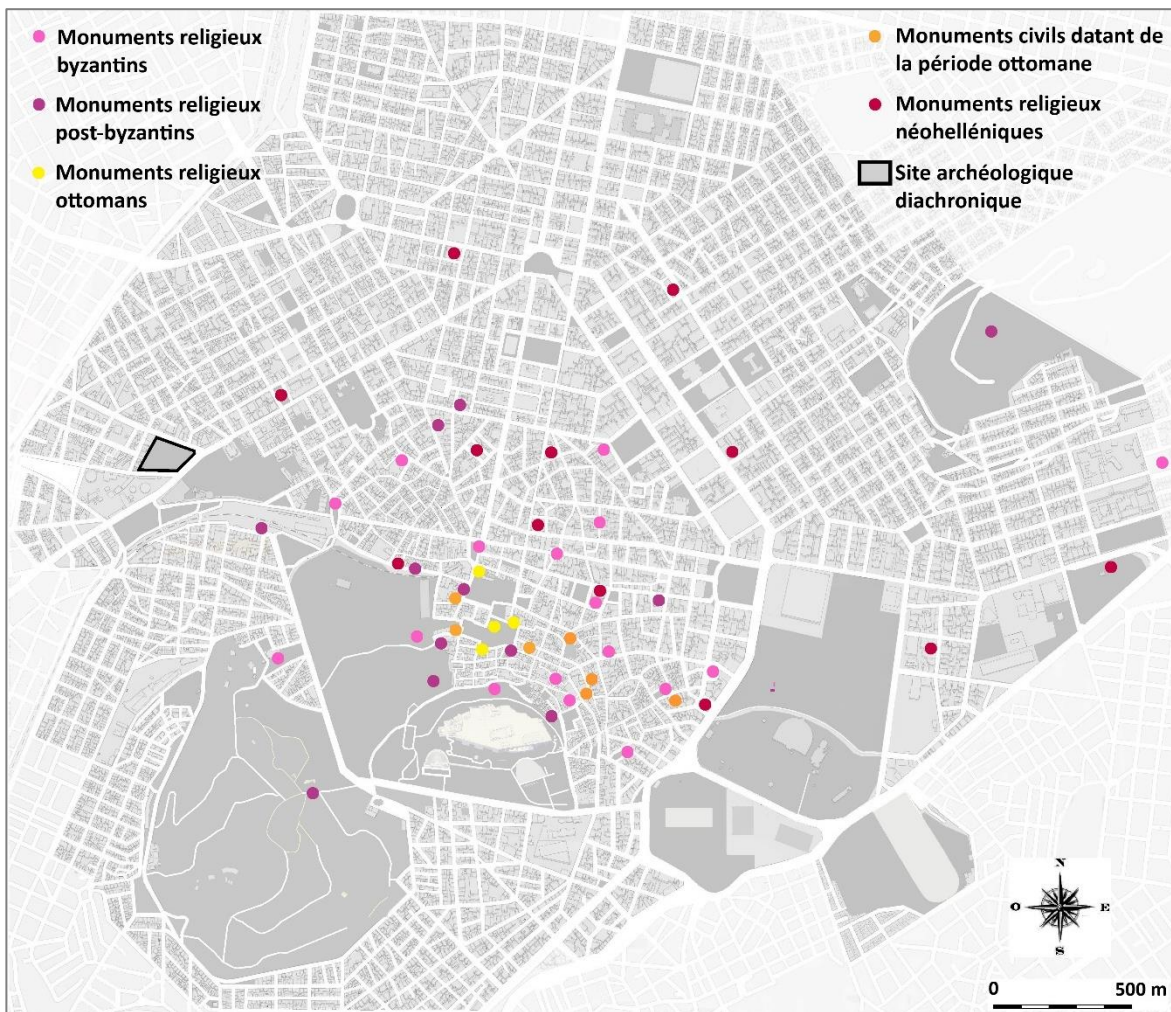 Monuments religieux
byzantins
Monuments religieux
post-byzantins
Monuments religieux
ottomans
Monuments civils datant de
la période ottomane
Monuments religieux
néohelléniques
Site archéologique
diachronique
N
O E
S
0 500 m